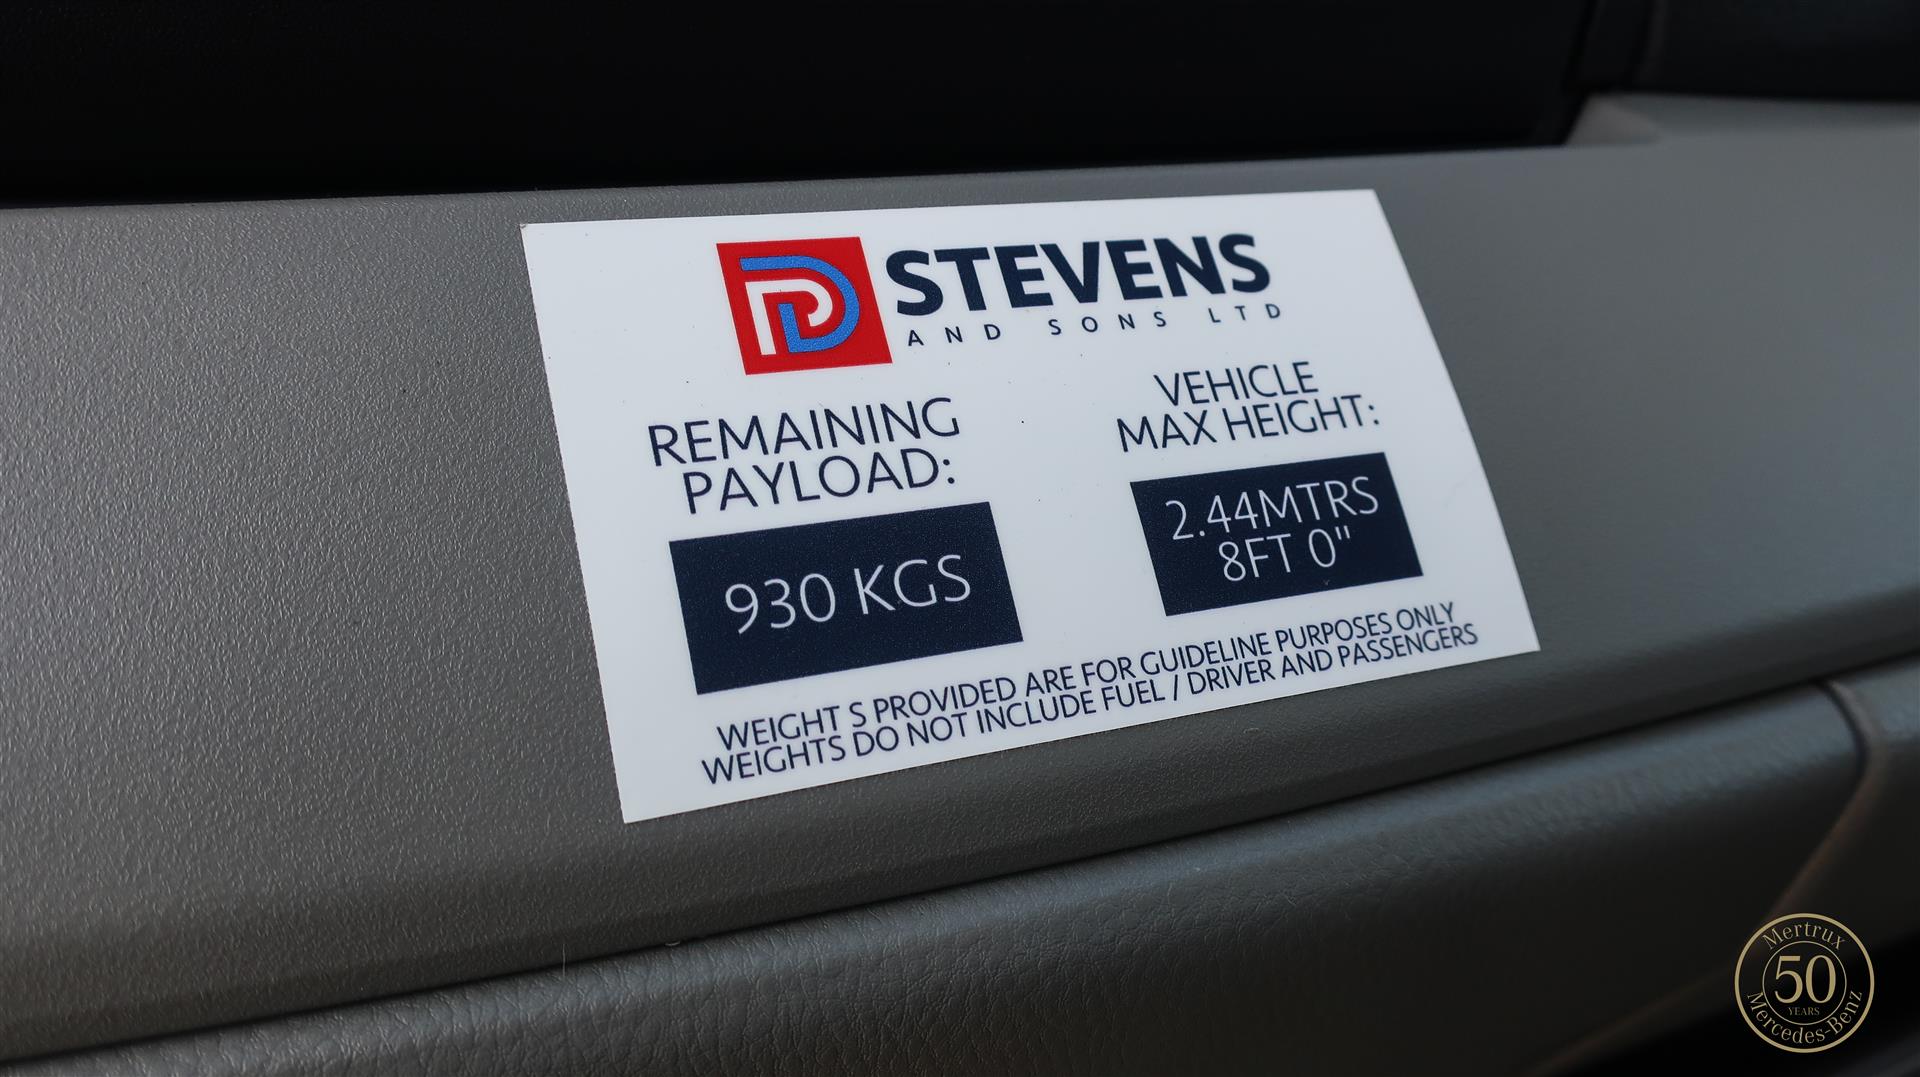 PD STEVENS
AND SONS LTD
REMAINING
PAYLOAD:
930 KGS
VEHICLE
MAX HEIGHT:
2.44MTRS
8FT 0"
WEIGHT S PROVIDED ARE FOR GUIDELINE PURPOSES ONLY
WEIGHTS DO NOT INCLUDE FUEL / DRIVER AND PASSENGERS
Mertrux
50
YEARS
Mercedes-Benz